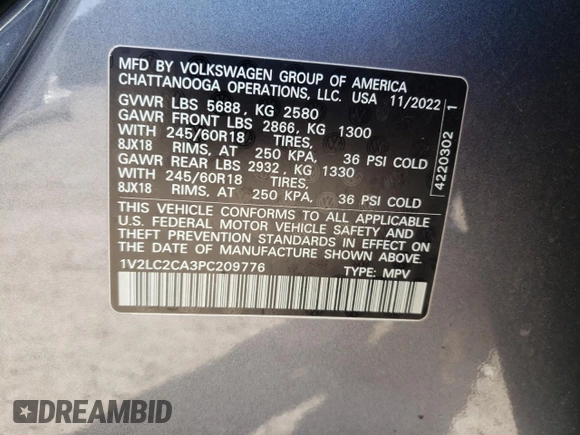 MFD BY VOLKSWAGEN GROUP OF AMERICA
CHATTANOOGA OPERATIONS, LLC. USA 11/2022
GVWR LBS 5688, KG 2580
GAWR FRONT LBS 2866, KG 1300
WITH 245/60R18 TIRES,
8JX18 RIMS, AT 250 KPA, 36 PSI COLD
GAWR REAR LBS 2932, KG 1330
WITH 245/60R18 TIRES,
8JX18 RIMS, AT 250 KPA, 36 PSI COLD
THIS VEHICLE CONFORMS TO ALL APPLICABLE
U.S. FEDERAL MOTOR VEHICLE SAFETY AND
THEFT PREVENTION STANDARDS IN EFFECT ON
THE DATE OF MANUFACTURE SHOWN ABOVE.
1V2LC2CA3PC209776 TYPE: MPV
4220302 1
DREAMBID